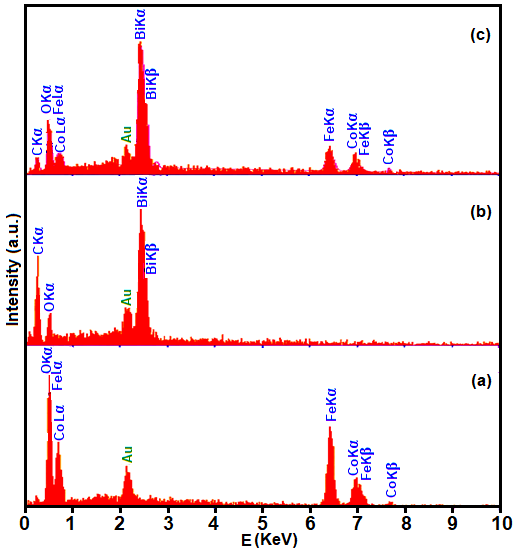 (c)
CKα
OKα
CoLα
FeLα
Au
BiKα
BiKβ
FeKα
CoKα
FeKβ
CoKβ
(b)
CKα
OKα
Au
BiKα
BiKβ
(a)
OKα
FeLα
CoLα
Au
FeKα
CoKα
FeKβ
CoKβ
Intensity (a.u.)
0 1 2 3 4 5 6 7 8 9 10
E (KeV)